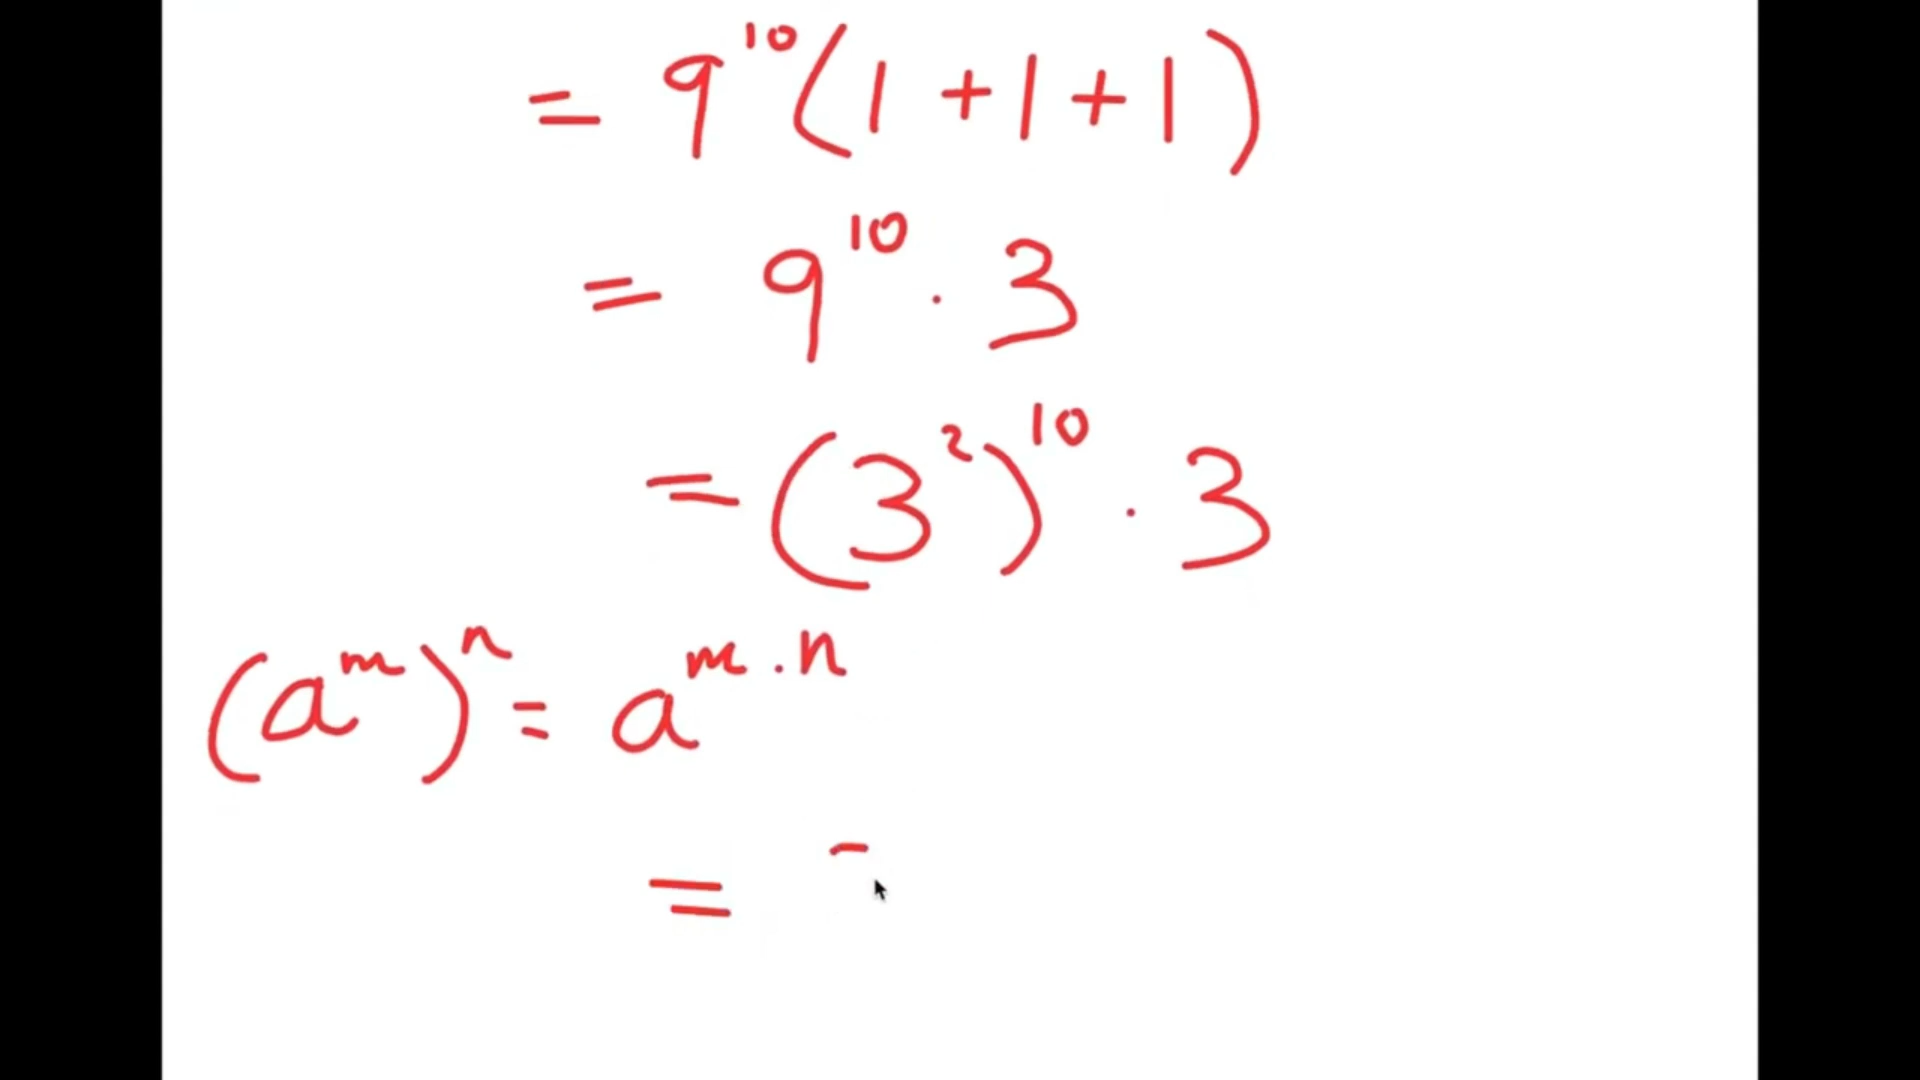 = 9¹⁰(1+1+1)
= 9¹⁰ · 3
= (3²)¹⁰ · 3
(aᵐ)ⁿ = aᵐ·ⁿ
=